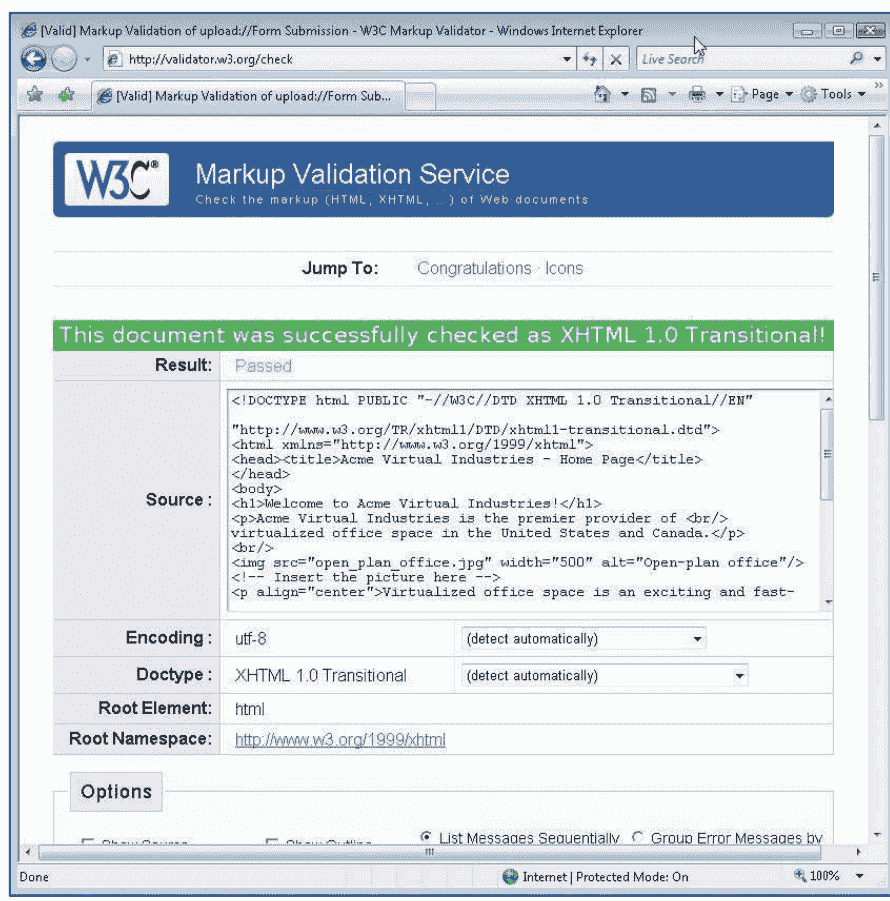 [Valid] Markup Validation of upload://Form Submission - W3C Markup Validator - Windows Internet Explorer
http://validator.w3.org/check
Live Search
[Valid] Markup Validation of upload://Form Sub...
Page
Tools
W3C®
Markup Validation Service
Check the markup (HTML, XHTML, ...) of Web documents
Jump To: Congratulations · Icons
This document was successfully checked as XHTML 1.0 Transitional!
Result: Passed
Source :
<!DOCTYPE html PUBLIC "-//W3C//DTD XHTML 1.0 Transitional//EN"
"http://www.w3.org/TR/xhtml1/DTD/xhtml1-transitional.dtd">
<html xmlns="http://www.w3.org/1999/xhtml">
<head><title>Acme Virtual Industries - Home Page</title>
</head>
<body>
<h1>Welcome to Acme Virtual Industries!</h1>
<p>Acme Virtual Industries is the premier provider of <br/>
virtualized office space in the United States and Canada.</p>
<br/>
<img src="open_plan_office.jpg" width="500" alt="Open-plan office"/>
<!-- Insert the picture here -->
<p align="center">Virtualized office space is an exciting and fast-
Encoding : utf-8 (detect automatically)
Doctype : XHTML 1.0 Transitional (detect automatically)
Root Element: html
Root Namespace: http://www.w3.org/1999/xhtml
Options
Show Source Show Outline List Messages Sequentially Group Error Messages by
Done Internet | Protected Mode: On 100%